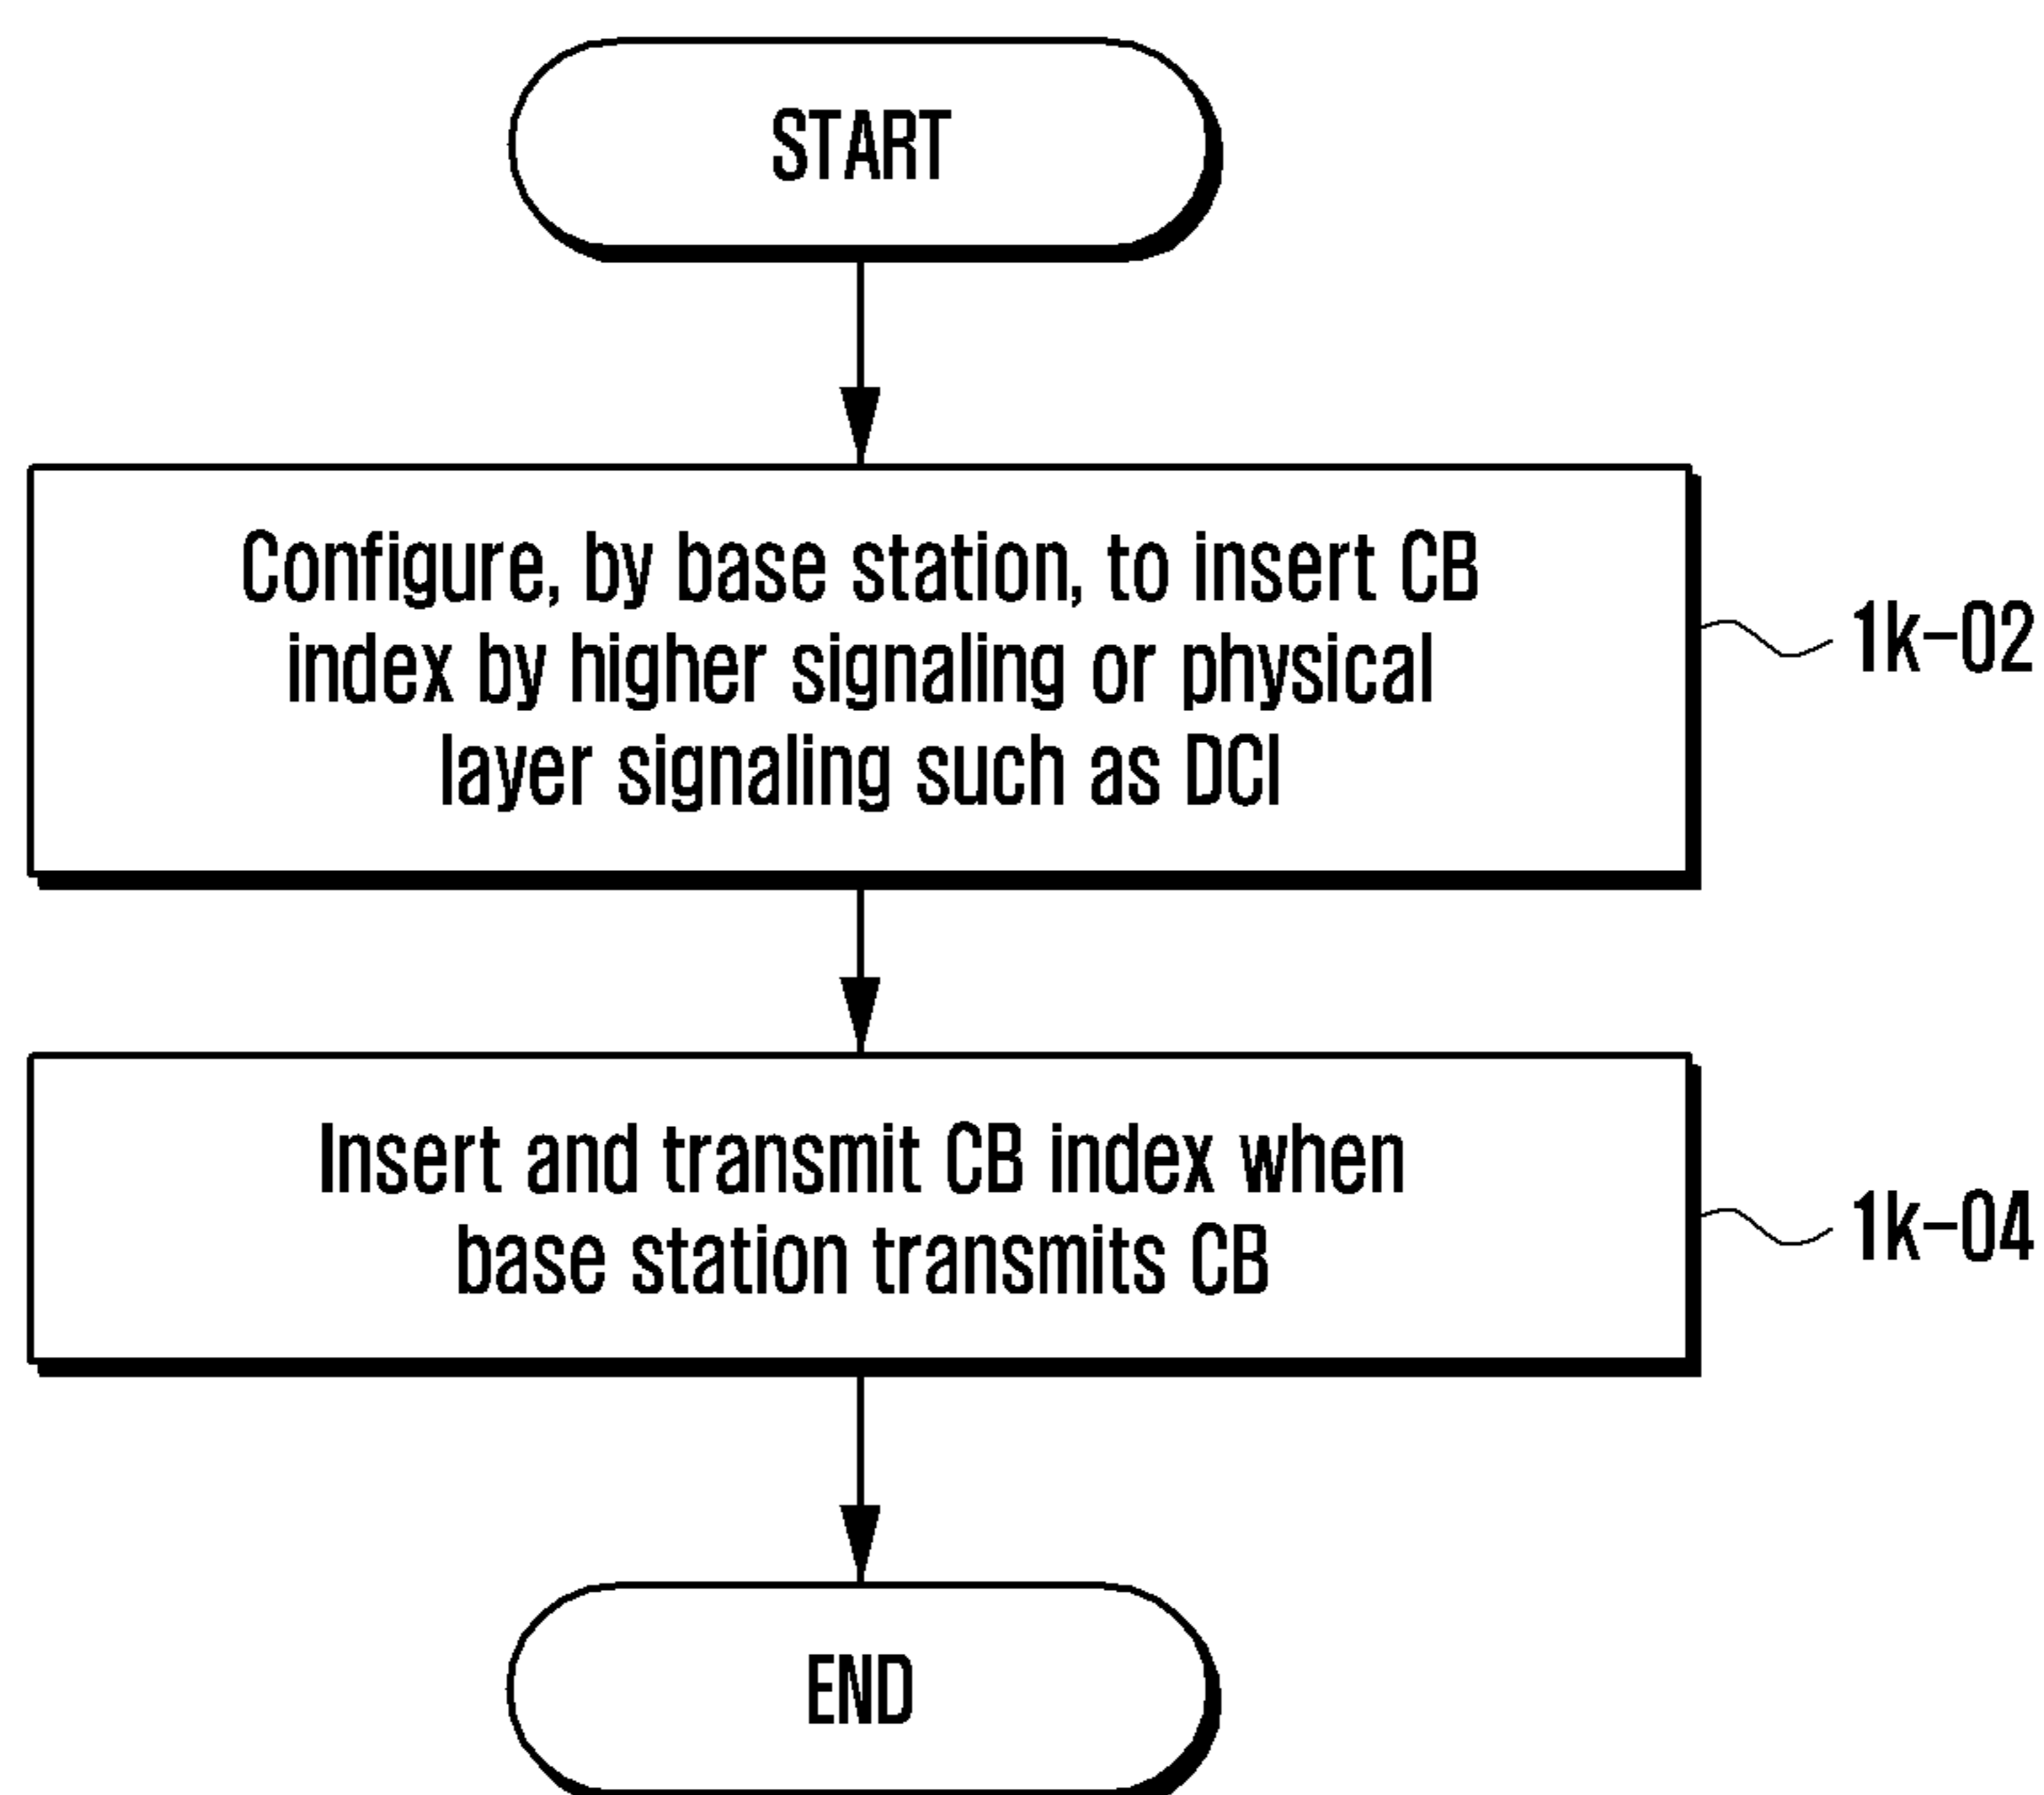 START
Configure, by base station, to insert CB
index by higher signaling or physical
layer signaling such as DCI
1k-02
Insert and transmit CB index when
base station transmits CB
1k-04
END